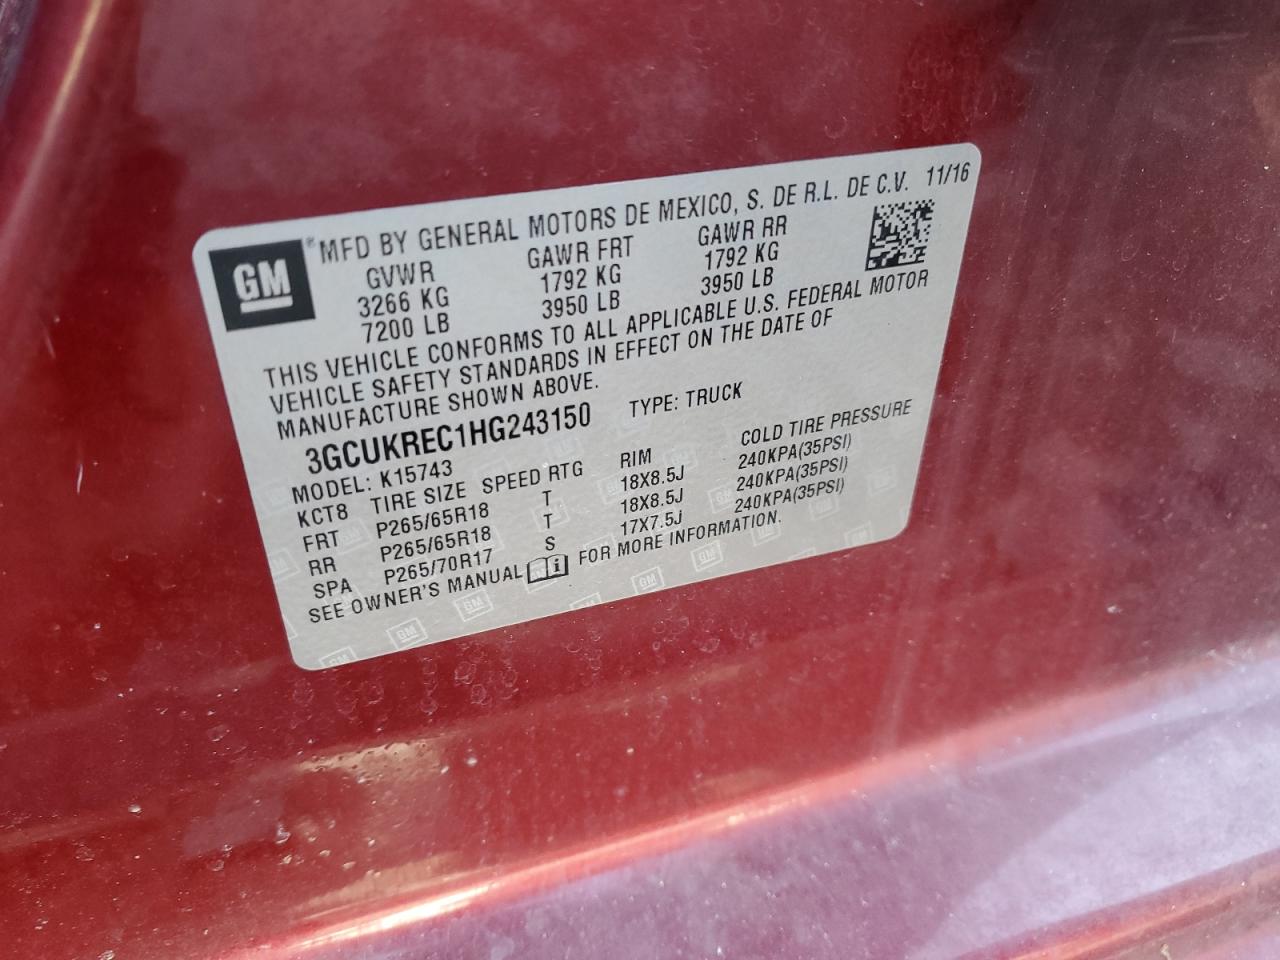 GM ® MFD BY GENERAL MOTORS DE MEXICO, S. DE R.L. DE C.V. 11/16
GVWR GAWR FRT GAWR RR
3266 KG 1792 KG 1792 KG
7200 LB 3950 LB 3950 LB
THIS VEHICLE CONFORMS TO ALL APPLICABLE U.S. FEDERAL MOTOR
VEHICLE SAFETY STANDARDS IN EFFECT ON THE DATE OF
MANUFACTURE SHOWN ABOVE.
3GCUKREC1HG243150 TYPE: TRUCK
MODEL: K15743
KCT8 TIRE SIZE SPEED RTG RIM COLD TIRE PRESSURE
FRT P265/65R18 T 18X8.5J 240KPA(35PSI)
RR P265/65R18 T 18X8.5J 240KPA(35PSI)
SPA P265/70R17 S 17X7.5J 240KPA(35PSI)
SEE OWNER'S MANUAL i FOR MORE INFORMATION.